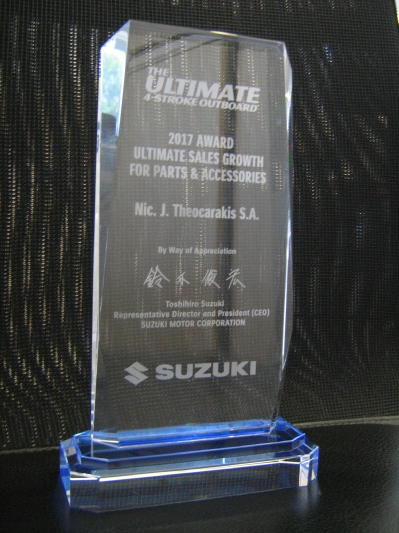 THE
ULTIMATE
4-STROKE OUTBOARD
2017 AWARD
ULTIMATE SALES GROWTH
FOR PARTS & ACCESSORIES
Nic. J. Theocarakis S.A.
By Way of Appreciation
鈴木俊宏
Toshihiro Suzuki
Representative Director and President (CEO)
SUZUKI MOTOR CORPORATION
SUZUKI